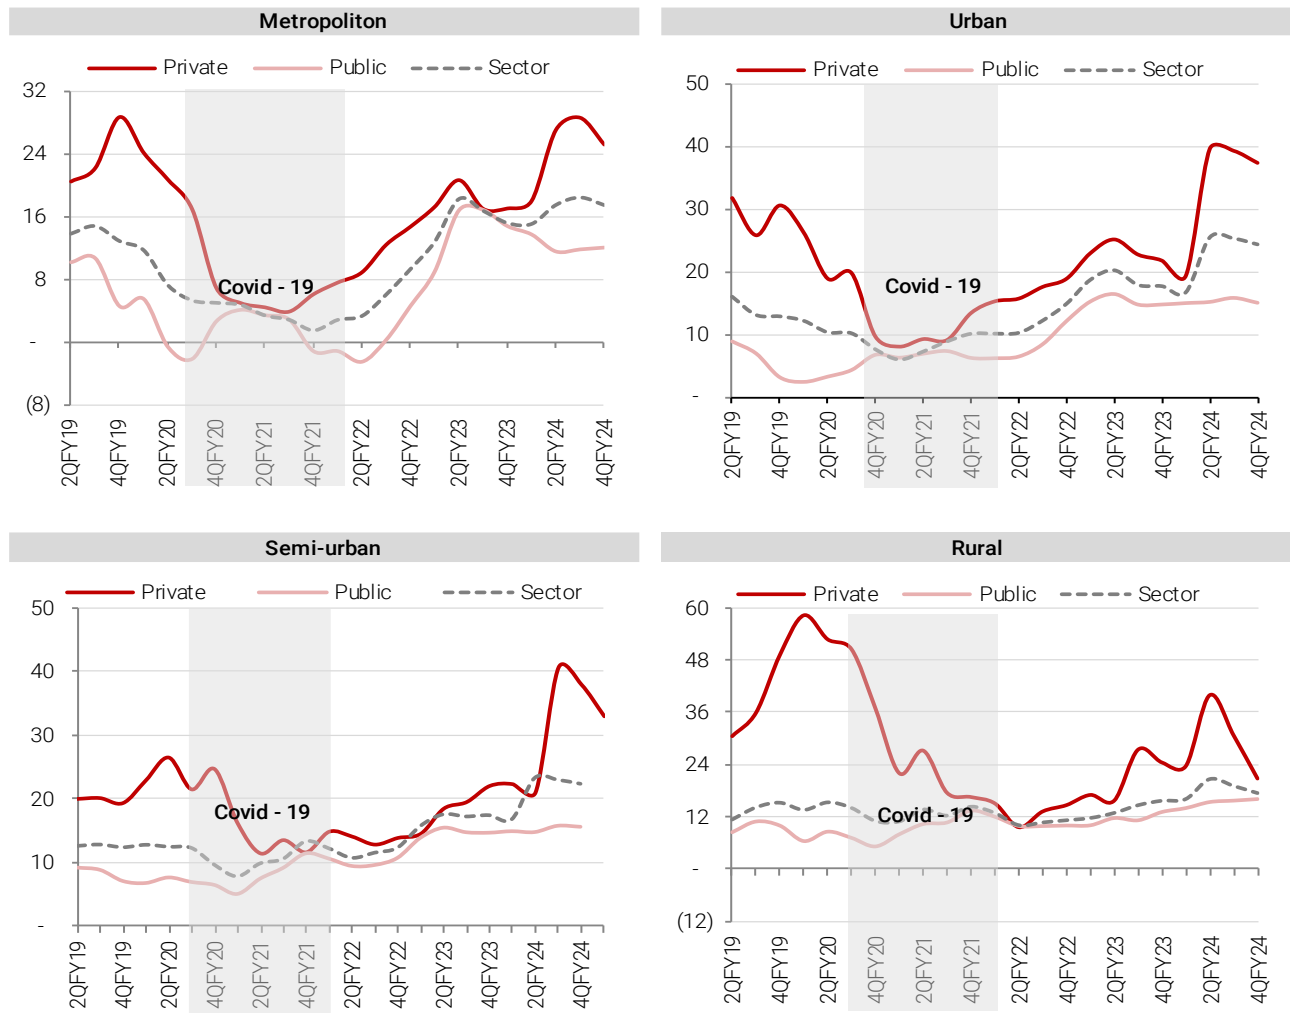 Metropoliton
Private Public Sector
32
24
16
8
-
(8)
Covid - 19
2QFY19 4QFY19 2QFY20 4QFY20 2QFY21 4QFY21 2QFY22 4QFY22 2QFY23 4QFY23 2QFY24 4QFY24
Urban
Private Public Sector
50
40
30
20
10
-
Covid - 19
2QFY19 4QFY19 2QFY20 4QFY20 2QFY21 4QFY21 2QFY22 4QFY22 2QFY23 4QFY23 2QFY24 4QFY24
Semi-urban
Private Public Sector
50
40
30
20
10
-
Covid - 19
2QFY19 4QFY19 2QFY20 4QFY20 2QFY21 4QFY21 2QFY22 4QFY22 2QFY23 4QFY23 2QFY24 4QFY24
Rural
Private Public Sector
60
48
36
24
12
-
(12)
Covid - 19
2QFY19 4QFY19 2QFY20 4QFY20 2QFY21 4QFY21 2QFY22 4QFY22 2QFY23 4QFY23 2QFY24 4QFY24